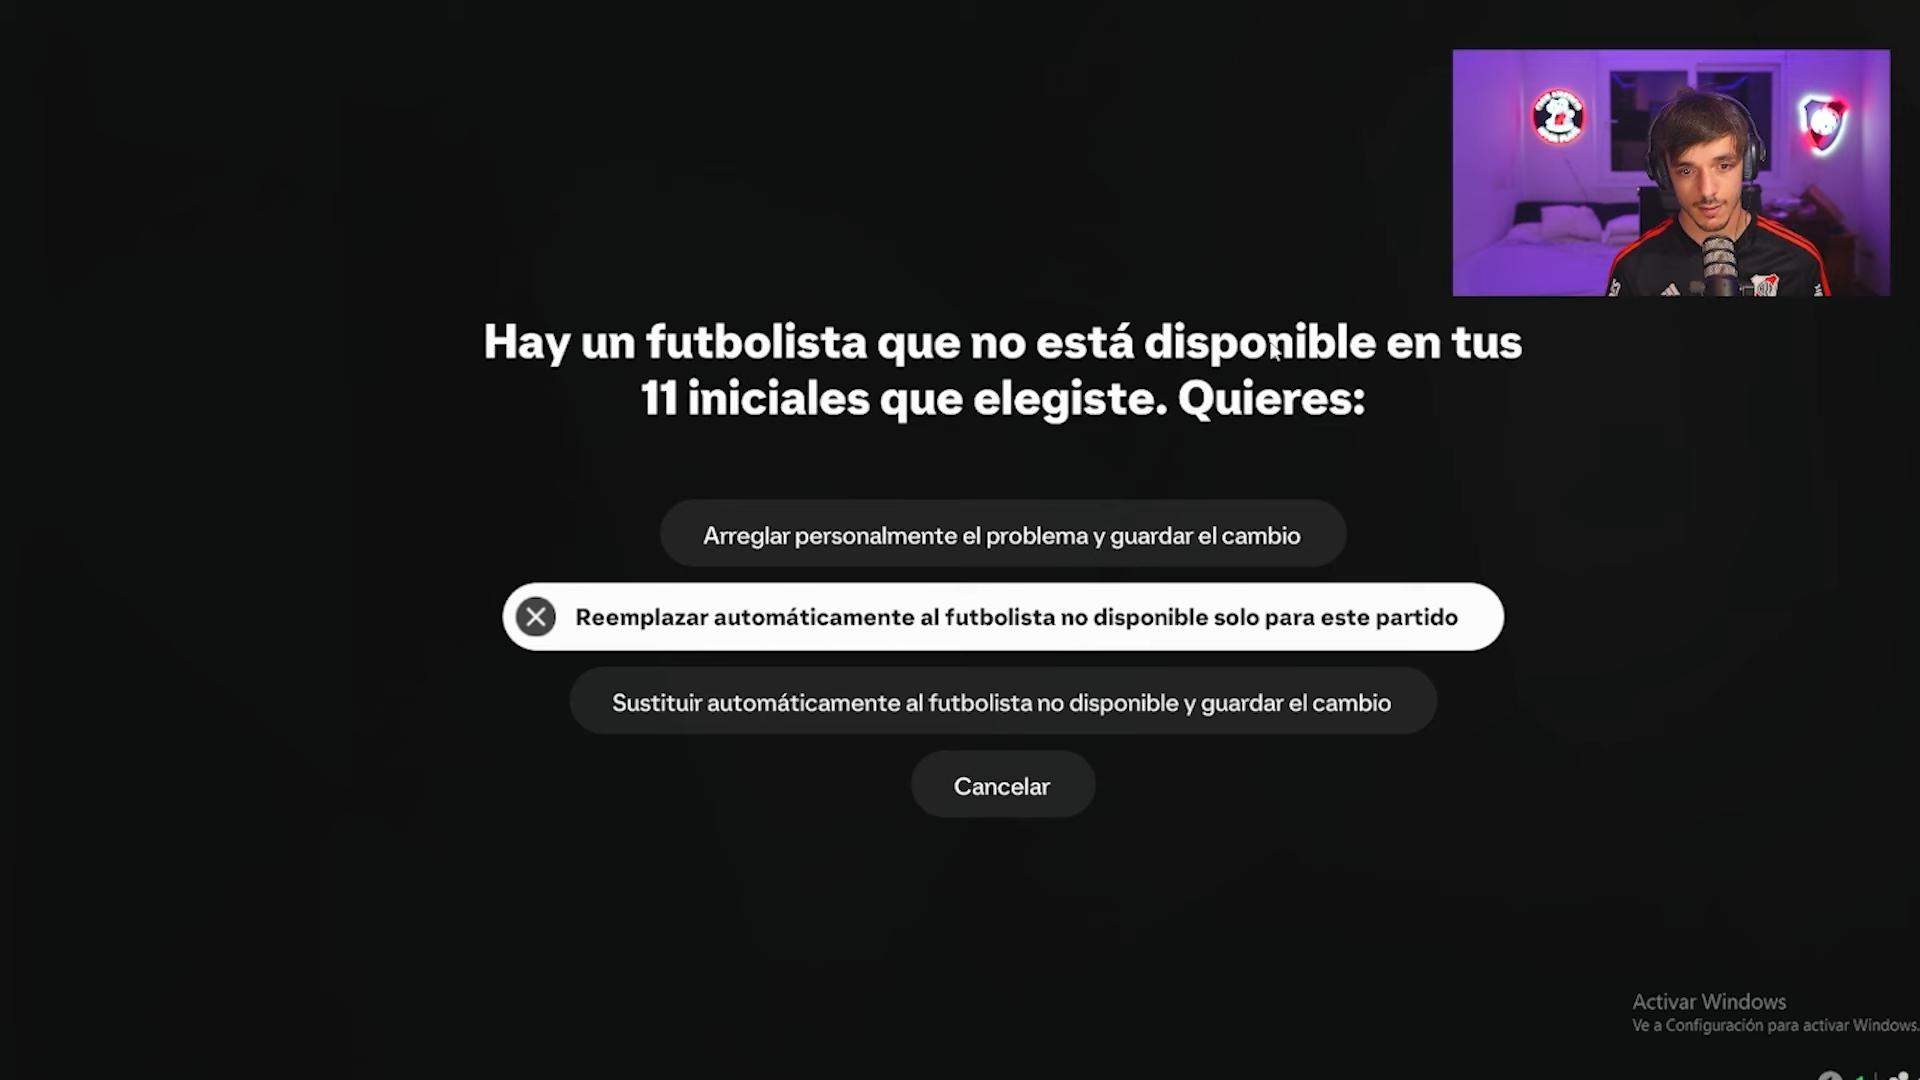 Hay un futbolista que no está disponible en tus
11 iniciales que elegiste. Quieres:
Arreglar personalmente el problema y guardar el cambio
Reemplazar automáticamente al futbolista no disponible solo para este partido
Sustituir automáticamente al futbolista no disponible y guardar el cambio
Cancelar
Activar Windows
Ve a Configuración para activar Windows.